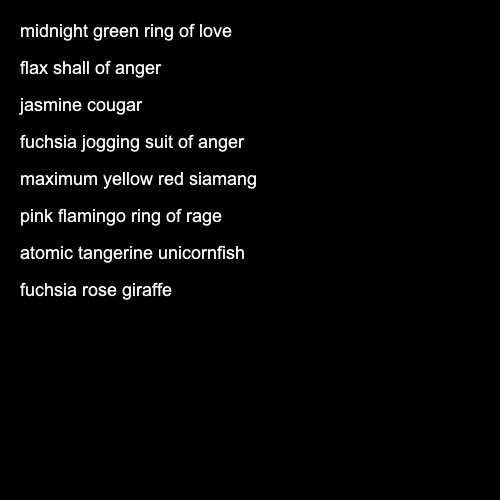 midnight green ring of love
flax shall of anger
jasmine cougar
fuchsia jogging suit of anger
maximum yellow red siamang
pink flamingo ring of rage
atomic tangerine unicornfish
fuchsia rose giraffe